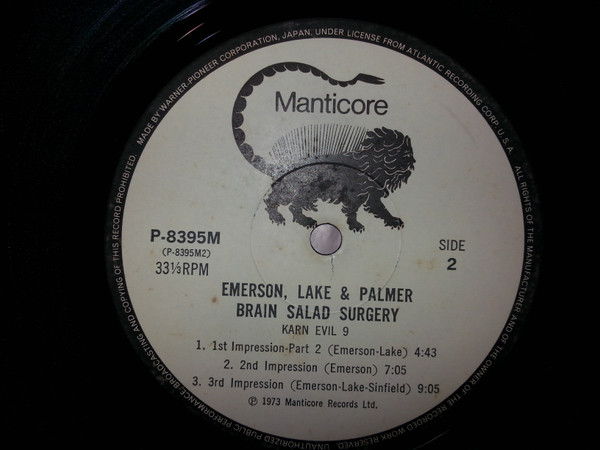 MADE BY WARNER-PIONEER CORPORATION, JAPAN, UNDER LICENSE FROM ATLANTIC RECORDING CORP. U.S.A.
ALL RIGHTS OF THE MANUFACTURER AND OF THE OWNER OF THE RECORDED WORK RESERVED. UNAUTHORIZED PUBLIC PERFORMANCE BROADCASTING AND COPYING OF THIS RECORD PROHIBITED.
Manticore
P-8395M
(P-8395M2)
33⅓RPM
SIDE
2
EMERSON, LAKE & PALMER
BRAIN SALAD SURGERY
KARN EVIL 9
1. 1st Impression-Part 2 (Emerson-Lake) 4:43
2. 2nd Impression (Emerson) 7:05
3. 3rd Impression (Emerson-Lake-Sinfield) 9:05
℗ 1973 Manticore Records Ltd.